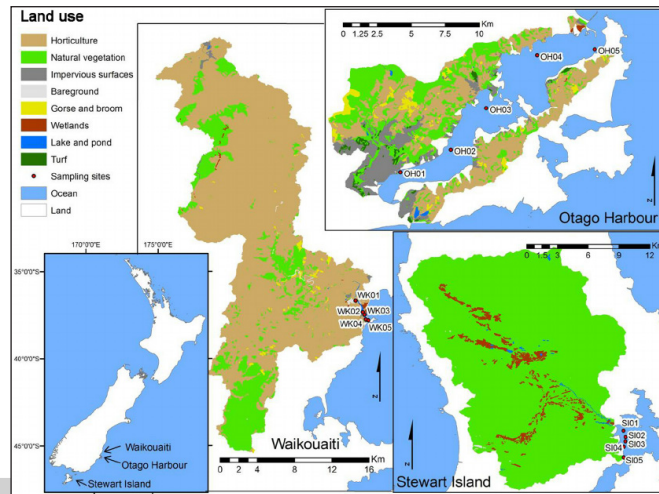 Land use
Horticulture
Natural vegetation
Impervious surfaces
Bareground
Gorse and broom
Wetlands
Lake and pond
Turf
Sampling sites
Ocean
Land
170°0'0"E 175°0'0"E
35°0'0"S
40°0'0"S
45°0'0"S
Waikouaiti
Otago Harbour
Stewart Island
WK01
WK02 WK03
WK04 WK05
Waikouaiti
0 2 4 8 12 16
Km
z
Km
0 1.25 2.5 5 7.5 10
OH05
OH04
OH03
OH02
OH01
z
Otago Harbour
Km
0 1.5 3 6 9 12
SI01
SI02
SI03
SI04
SI05
z
Stewart Island